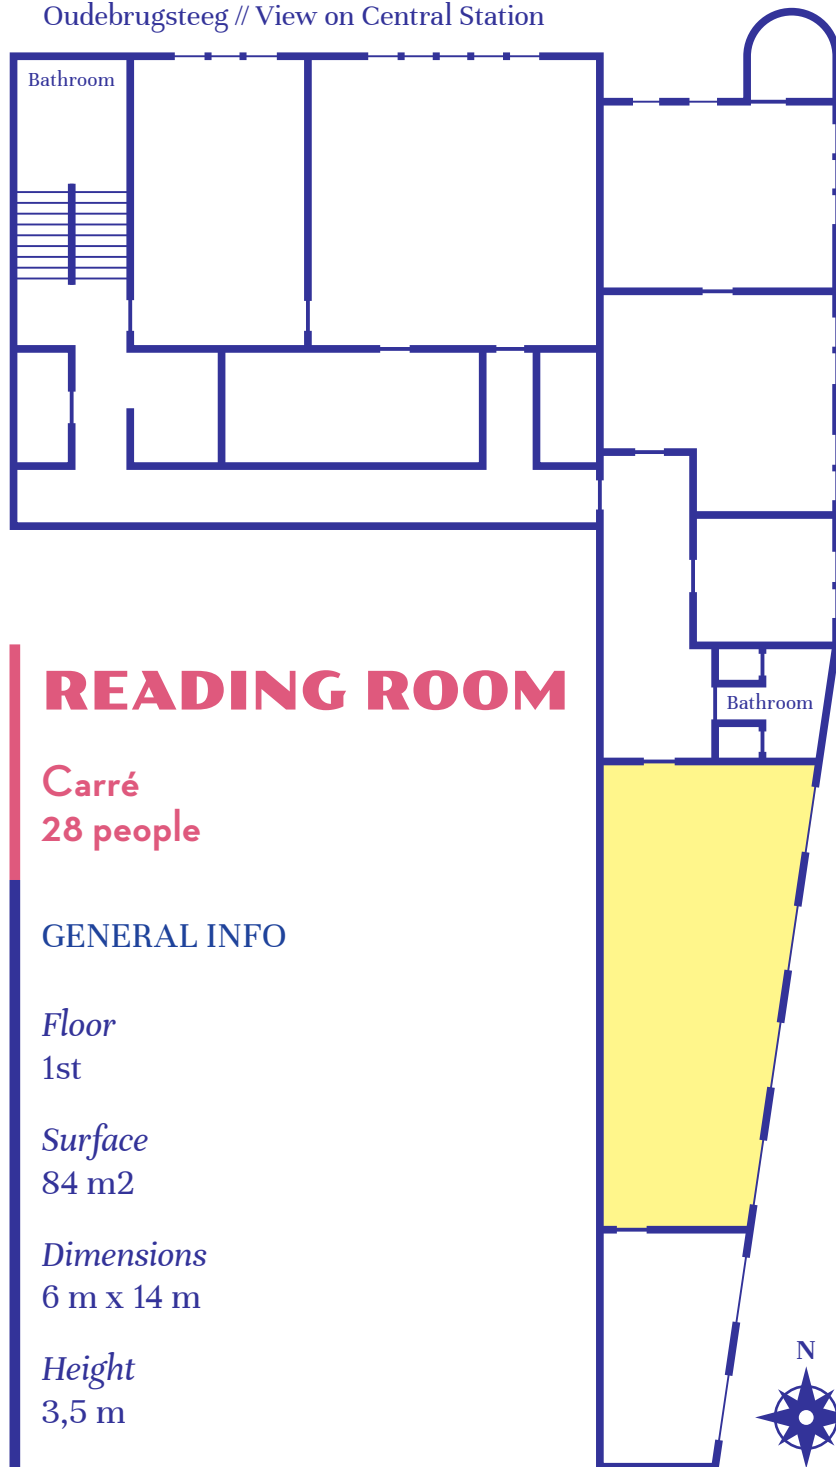 Oudebrugsteeg // View on Central Station
Bathroom
Bathroom
READING ROOM
Carré
28 people
GENERAL INFO
Floor
1st
Surface
84 m2
Dimensions
6 m x 14 m
Height
3,5 m
N